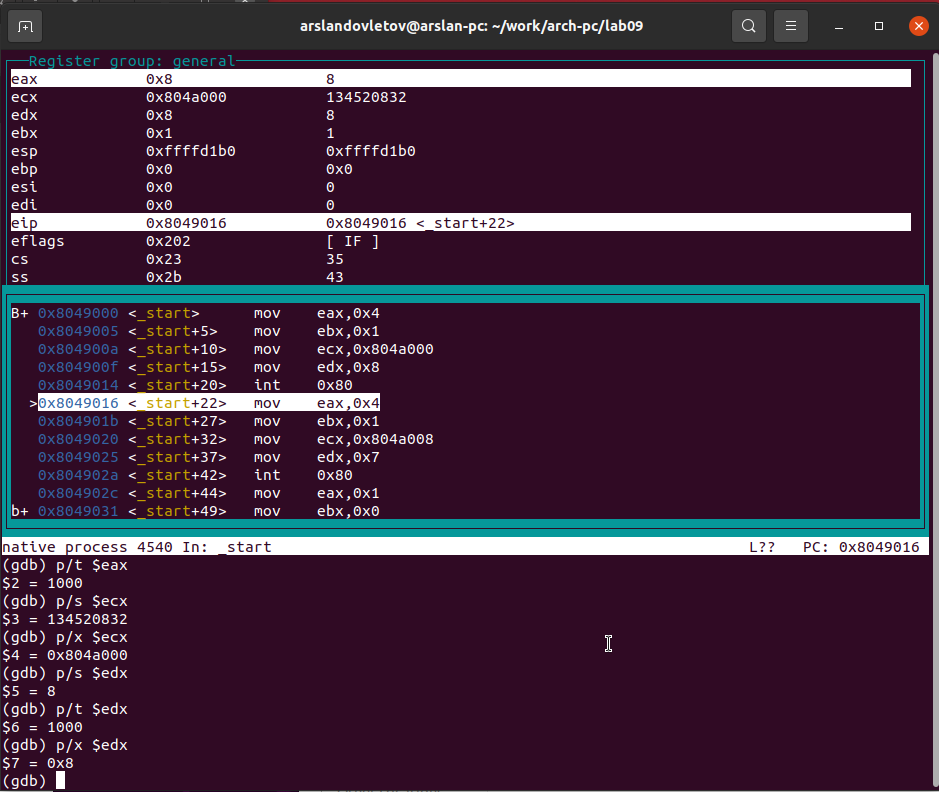 arslandovletov@arslan-pc: ~/work/arch-pc/lab09
Register group: general
eax 0x8 8
ecx 0x804a000 134520832
edx 0x8 8
ebx 0x1 1
esp 0xffffd1b0 0xffffd1b0
ebp 0x0 0x0
esi 0x0 0
edi 0x0 0
eip 0x8049016 0x8049016 <_start+22>
eflags 0x202 [ IF ]
cs 0x23 35
ss 0x2b 43
B+ 0x8049000 <_start> mov eax,0x4
0x8049005 <_start+5> mov ebx,0x1
0x804900a <_start+10> mov ecx,0x804a000
0x804900f <_start+15> mov edx,0x8
0x8049014 <_start+20> int 0x80
>0x8049016 <_start+22> mov eax,0x4
0x804901b <_start+27> mov ebx,0x1
0x8049020 <_start+32> mov ecx,0x804a008
0x8049025 <_start+37> mov edx,0x7
0x804902a <_start+42> int 0x80
0x804902c <_start+44> mov eax,0x1
b+ 0x8049031 <_start+49> mov ebx,0x0
native process 4540 In: _start L?? PC: 0x8049016
(gdb) p/t $eax
$2 = 1000
(gdb) p/s $ecx
$3 = 134520832
(gdb) p/x $ecx
$4 = 0x804a000
(gdb) p/s $edx
$5 = 8
(gdb) p/t $edx
$6 = 1000
(gdb) p/x $edx
$7 = 0x8
(gdb)